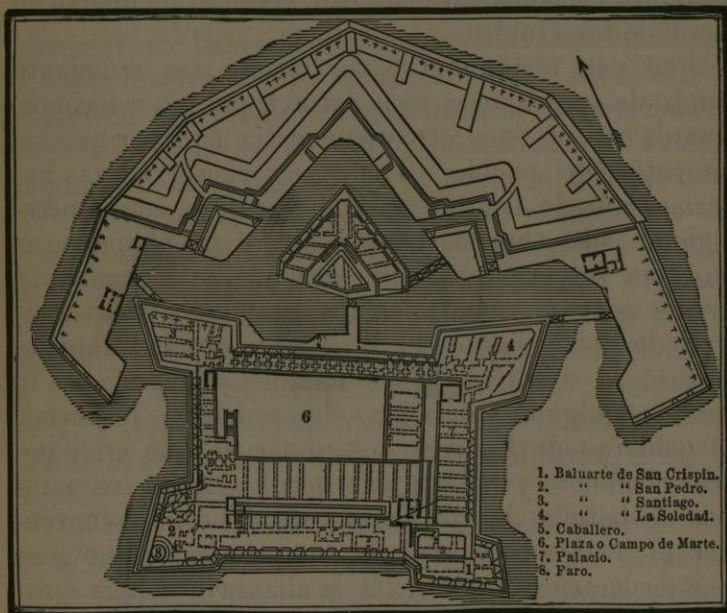 3
4
6
7
2
8
1
1. Baluarte de San Crispin.
2. “ “ San Pedro.
3. “ “ Santiago.
4. “ “ La Soledad.
5. Caballero.
6. Plaza o Campo de Marte.
7. Palacio.
8. Faro.